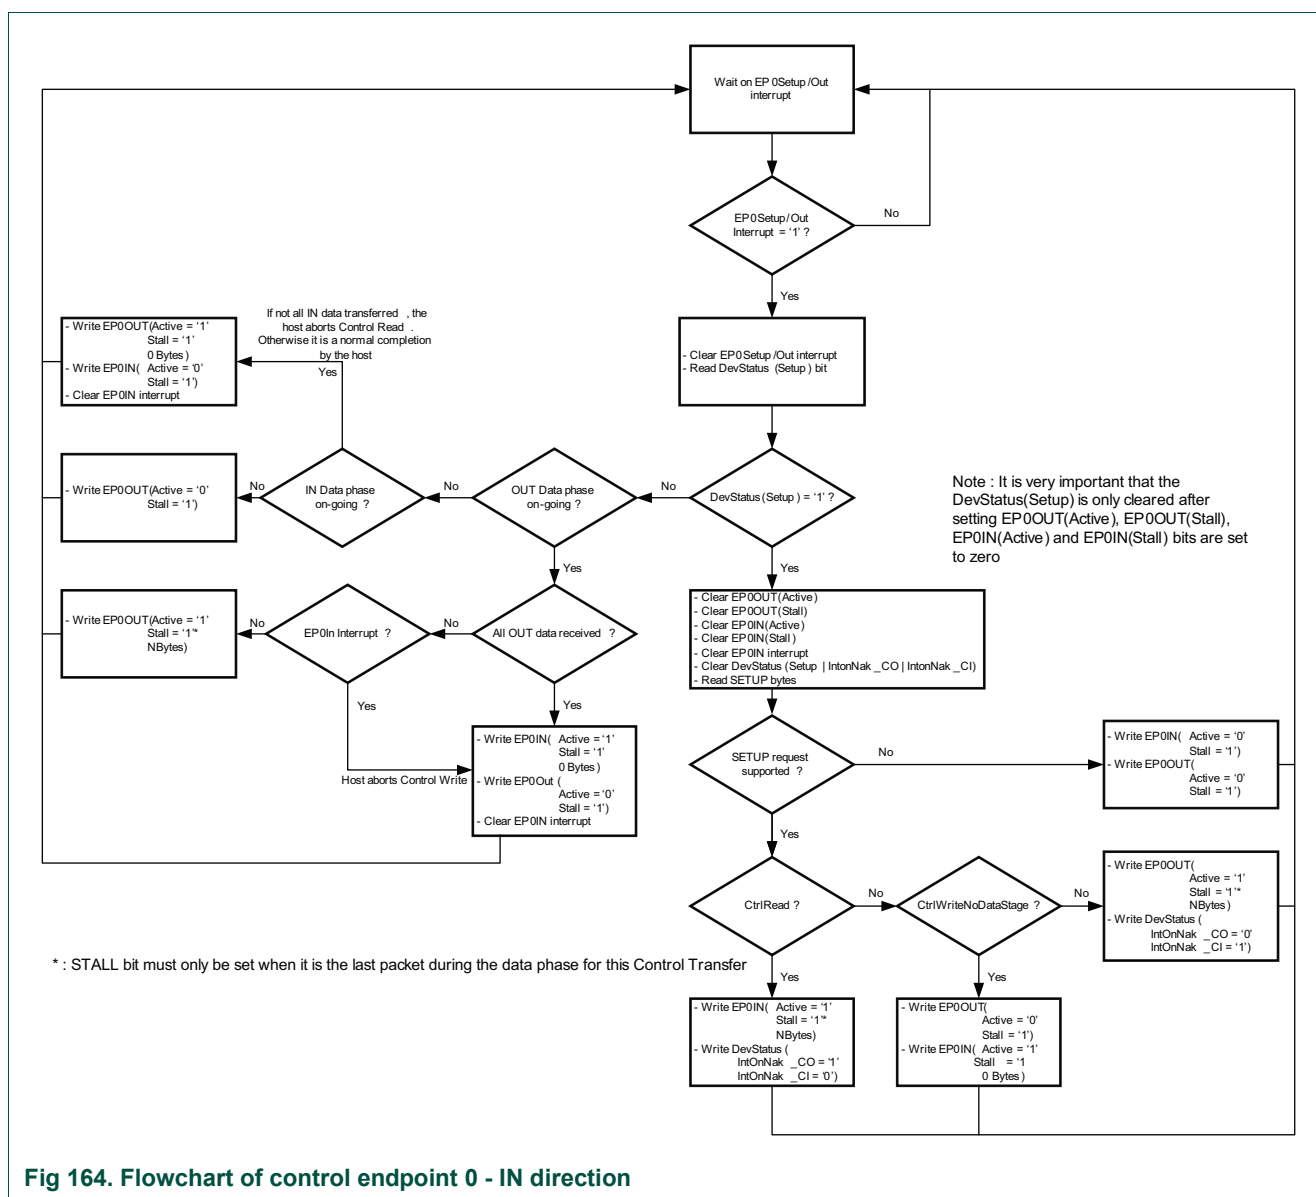 Wait on EP0Setup/Out
interrupt
EP0Setup/Out
Interrupt = ‘1’ ?
No
Yes
- Clear EP0Setup/Out interrupt
- Read DevStatus (Setup) bit
If not all IN data transferred , the
host aborts Control Read .
Otherwise it is a normal completion
by the host
Yes
- Write EP0OUT(Active = ‘1’
Stall = ‘1’
0 Bytes)
- Write EP0IN( Active = ‘0’
Stall = ‘1’)
- Clear EP0IN interrupt
- Write EP0OUT(Active = ‘0’
Stall = ‘1’)
No
IN Data phase
on-going ?
No
OUT Data phase
on-going ?
No
DevStatus(Setup) = ‘1’ ?
Note : It is very important that the
DevStatus(Setup) is only cleared after
setting EP0OUT(Active), EP0OUT(Stall),
EP0IN(Active) and EP0IN(Stall) bits are set
to zero
Yes
Yes
- Write EP0OUT(Active = ‘1’
Stall = ‘1’*
NBytes)
No
EP0In Interrupt ?
No
All OUT data received ?
- Clear EP0OUT(Active)
- Clear EP0OUT(Stall)
- Clear EP0IN(Active)
- Clear EP0IN(Stall)
- Clear EP0IN interrupt
- Clear DevStatus (Setup | IntonNak _CO | IntonNak _CI)
- Read SETUP bytes
Yes
Yes
Host aborts Control Write
- Write EP0IN( Active = ‘1’
Stall = ‘1’
0 Bytes)
- Write EP0Out (
Active = ‘0’
Stall = ‘1’)
- Clear EP0IN interrupt
SETUP request
supported ?
No
- Write EP0IN( Active = ‘0’
Stall = ‘1’)
- Write EP0OUT(
Active = ‘0’
Stall = ‘1’)
Yes
CtrlRead ?
No
CtrlWriteNoDataStage ?
No
- Write EP0OUT(
Active = ‘1’
Stall = ‘1’*
NBytes)
- Write DevStatus (
IntOnNak _CO = ‘0’
IntOnNak _CI = ‘1’)
* : STALL bit must only be set when it is the last packet during the data phase for this Control Transfer
Yes
Yes
- Write EP0IN( Active = ‘1’
Stall = ‘1’*
NBytes)
- Write DevStatus (
IntOnNak _CO = ‘1’
IntOnNak _CI = ‘0’)
- Write EP0OUT(
Active = ‘0’
Stall = ‘1’)
- Write EP0IN( Active = ‘1’
Stall = ‘1
0 Bytes)
Fig 164. Flowchart of control endpoint 0 - IN direction